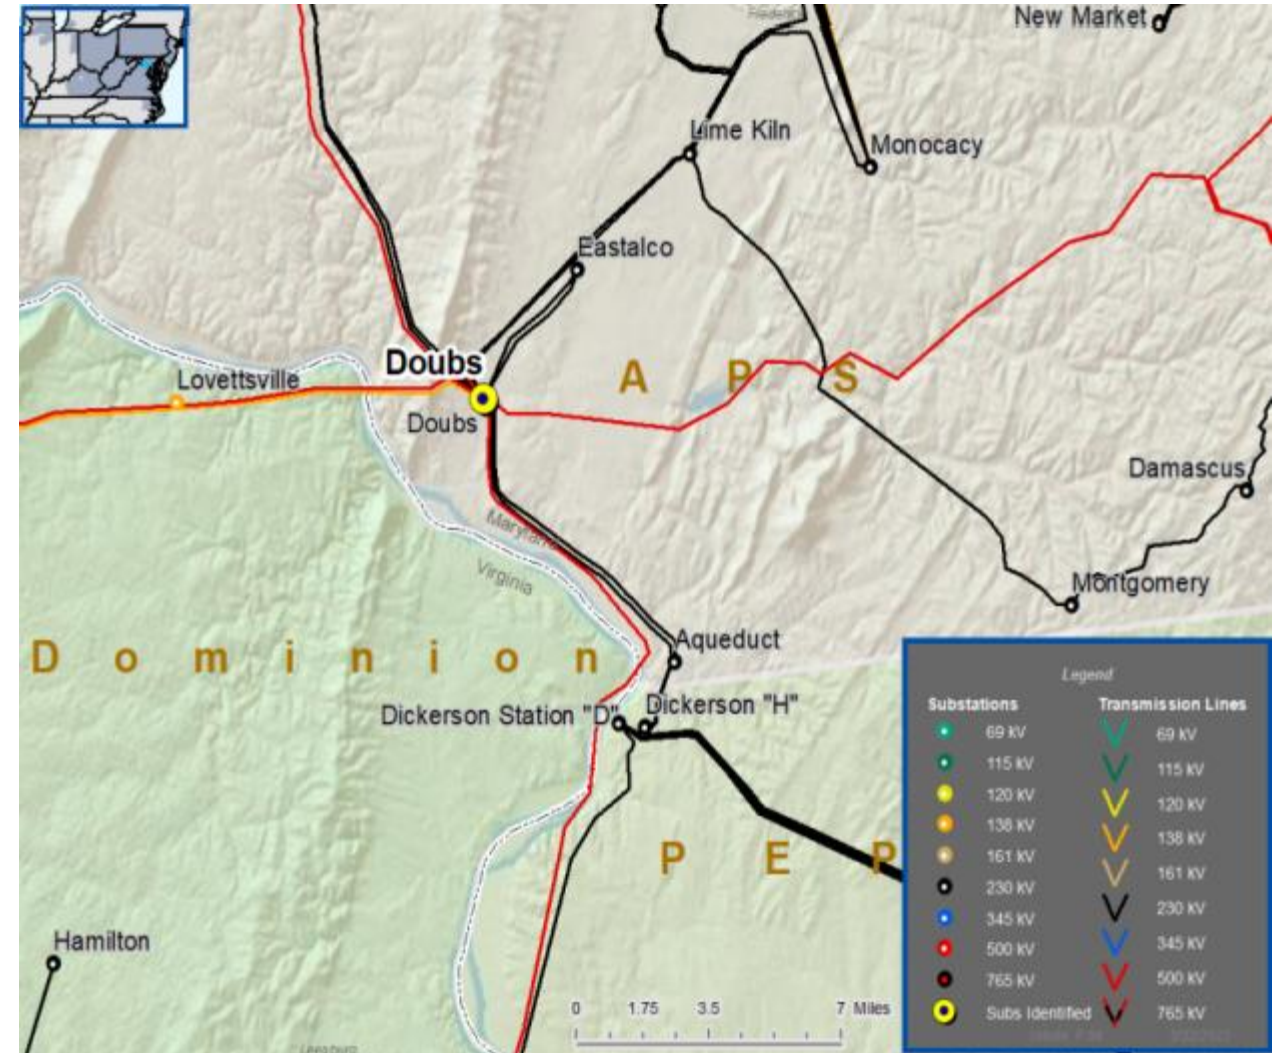 New Market
Lime Kiln
Monocacy
Eastalco
Doubs
A P S
Lovettsville
Doubs
Damascus
Maryland
Virginia
Montgomery
D o m i n i o n
Aqueduct
Dickerson Station "D"
Dickerson "H"
P E P
Hamilton
0 1.75 3.5 7 Miles
Legend
Substations
69 kV
115 kV
120 kV
138 kV
161 kV
230 kV
345 kV
500 kV
765 kV
Subs Identified
Transmission Lines
69 kV
115 kV
120 kV
138 kV
161 kV
230 kV
345 kV
500 kV
765 kV